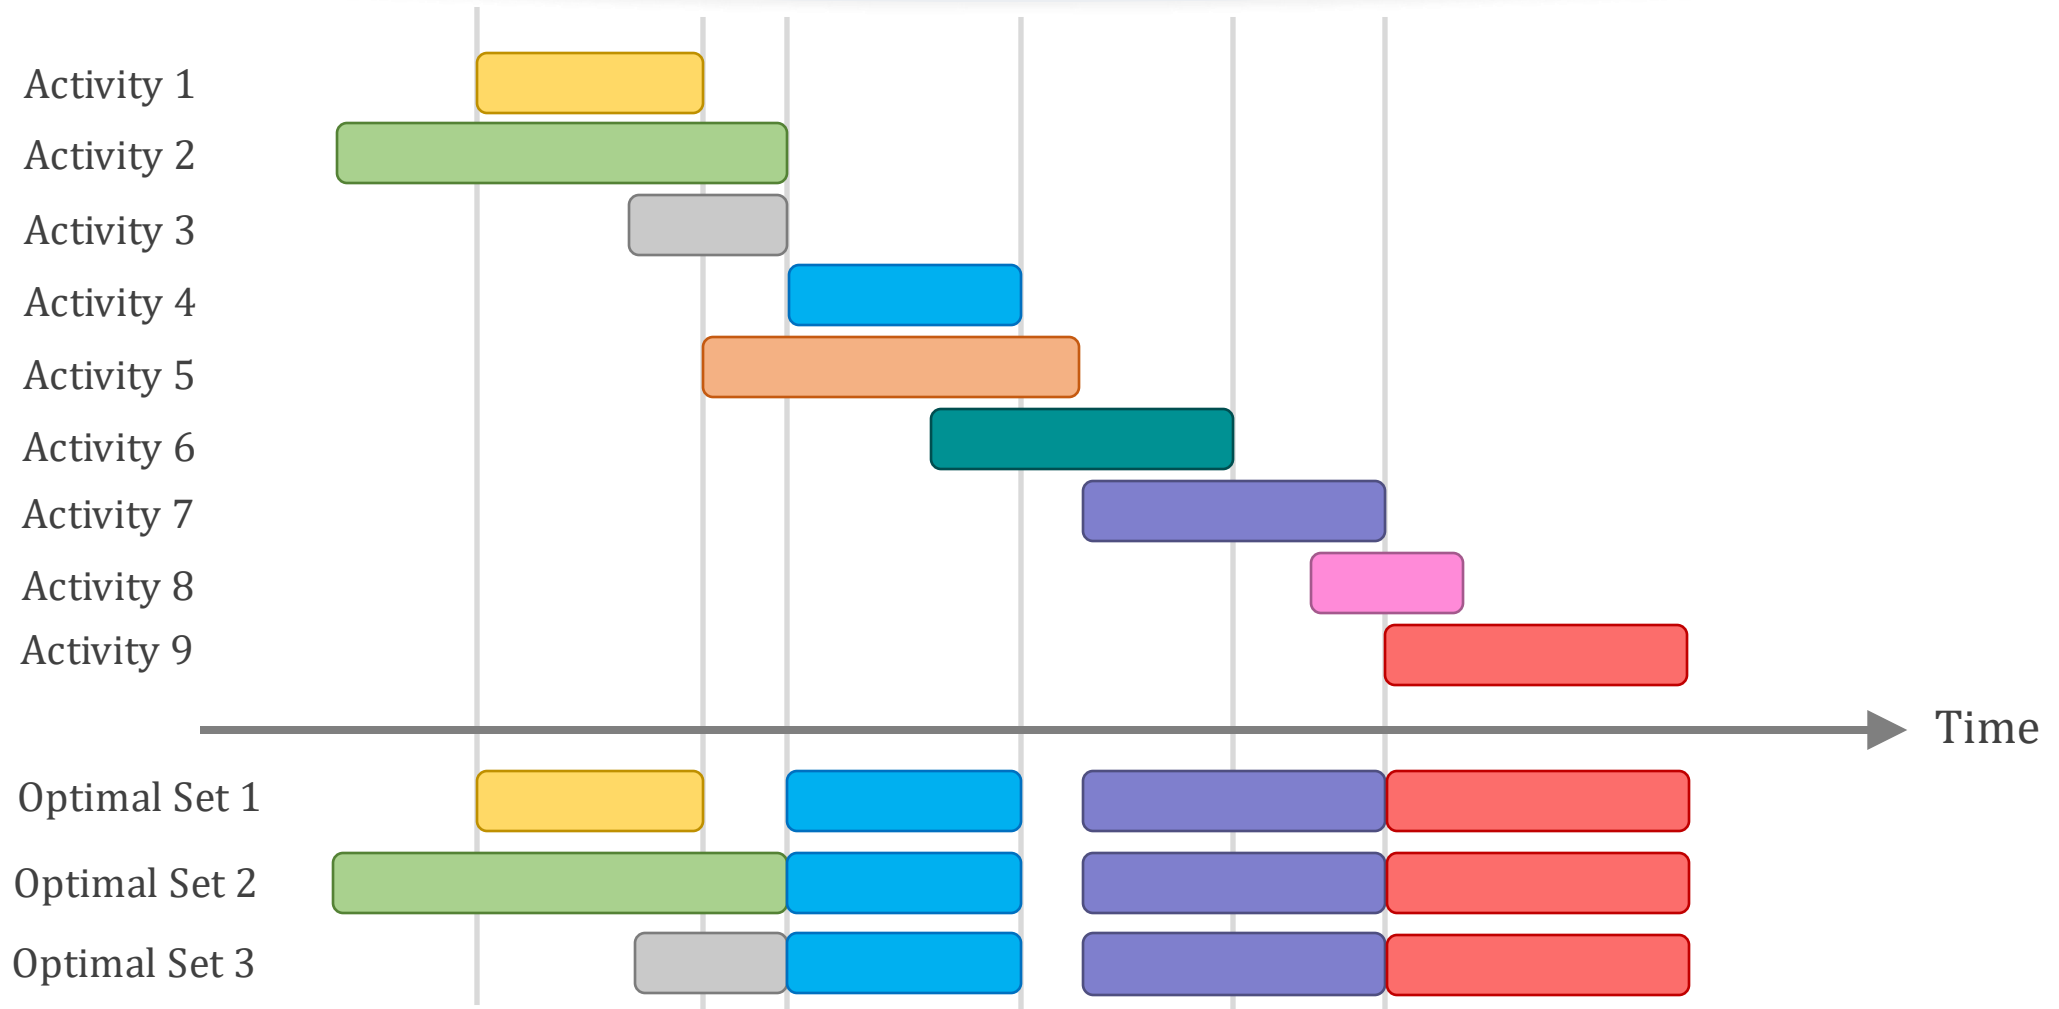 Activity 1
Activity 2
Activity 3
Activity 4
Activity 5
Activity 6
Activity 7
Activity 8
Activity 9
Time
Optimal Set 1
Optimal Set 2
Optimal Set 3